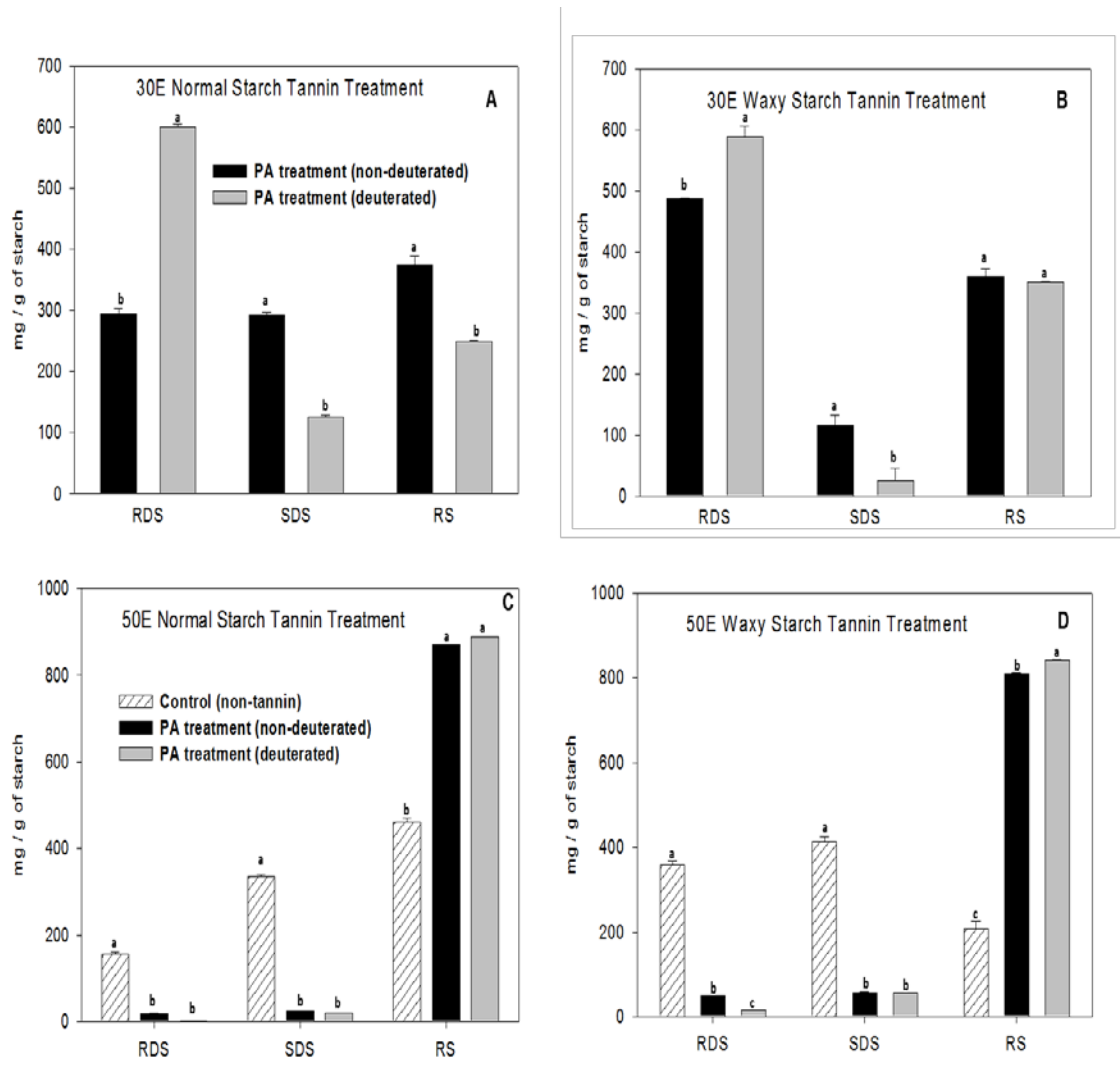 30E Normal Starch Tannin Treatment
A
700
600
500
400
300
200
100
0
mg / g of starch
PA treatment (non-deuterated)
PA treatment (deuterated)
b
a
a
b
a
b
RDS
SDS
RS
30E Waxy Starch Tannin Treatment
B
700
600
500
400
300
200
100
0
mg / g of starch
b
a
a
b
a
a
RDS
SDS
RS
50E Normal Starch Tannin Treatment
C
1000
800
600
400
200
0
mg / g of starch
Control (non-tannin)
PA treatment (non-deuterated)
PA treatment (deuterated)
a
b
b
a
b
b
b
a
a
RDS
SDS
RS
50E Waxy Starch Tannin Treatment
D
1000
800
600
400
200
0
mg / g of starch
a
b
c
a
b
b
c
b
a
RDS
SDS
RS